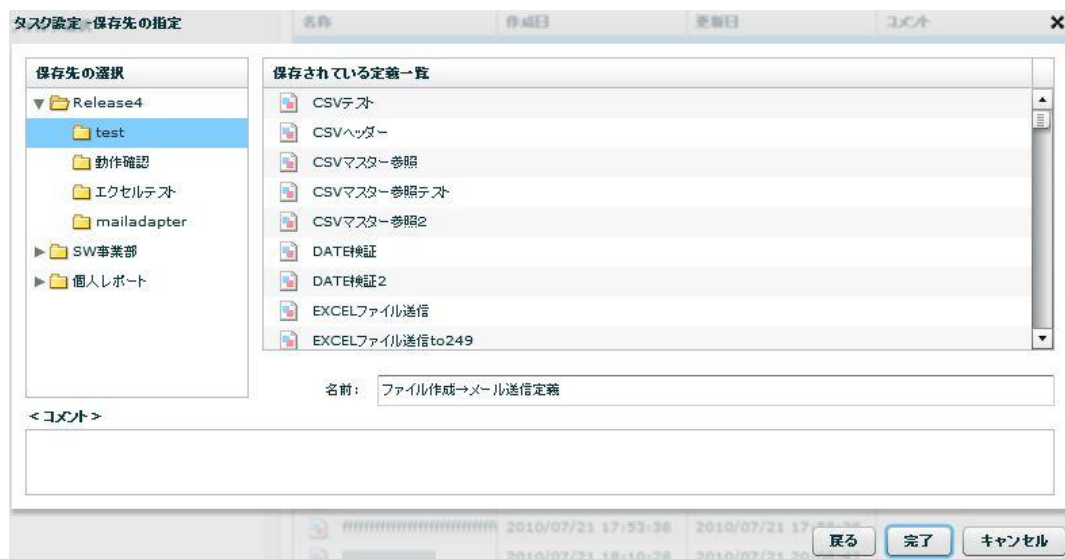 タスク設定 -保存先の指定
名称 作成日 更新日 コメント
保存先の選択
Release4
test
動作確認
エクセルテスト
mailadapter
SW事業部
個人レポート
保存されている定義一覧
CSVテスト
CSVヘッダー
CSVマスター参照
CSVマスター参照テスト
CSVマスター参照2
DATE検証
DATE検証2
EXCELファイル送信
EXCELファイル送信to249
名前: ファイル作成→メール送信定義
<コメント>
2010/07/21 17:53:38
2010/07/21 18:10:28
戻る 完了 キャンセル